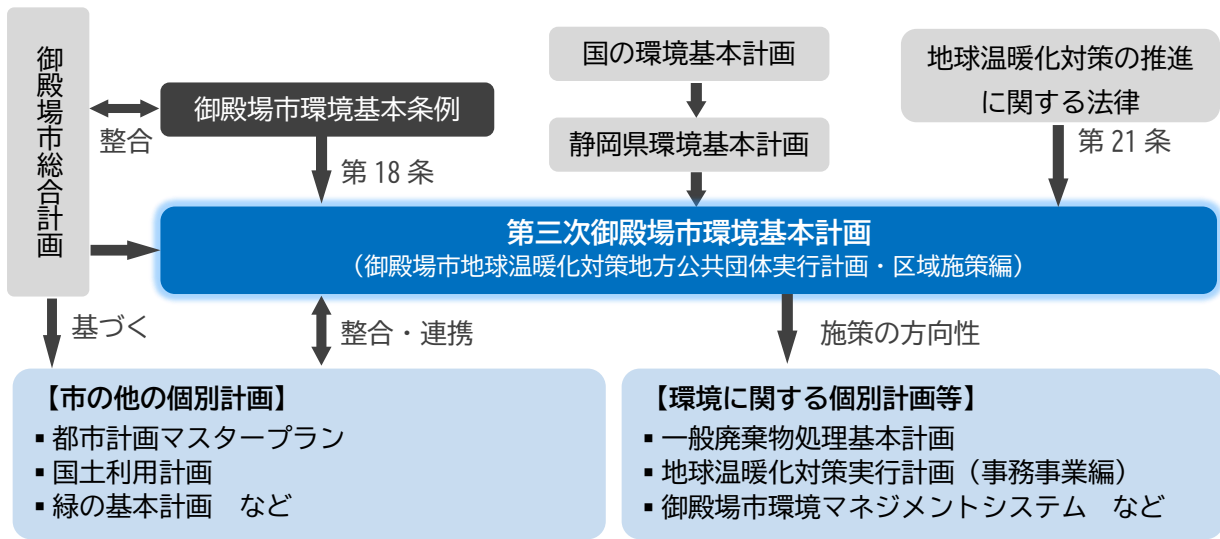 御殿場市総合計画
国の環境基本計画
地球温暖化対策の推進
に関する法律
御殿場市環境基本条例
整合
静岡県環境基本計画
第 18 条
第 21 条
第三次御殿場市環境基本計画
（御殿場市地球温暖化対策地方公共団体実行計画・区域施策編）
基づく
整合・連携
施策の方向性
【市の他の個別計画】
▪都市計画マスタープラン
▪国土利用計画
▪緑の基本計画　など
【環境に関する個別計画等】
▪一般廃棄物処理基本計画
▪地球温暖化対策実行計画（事務事業編）
▪御殿場市環境マネジメントシステム　など